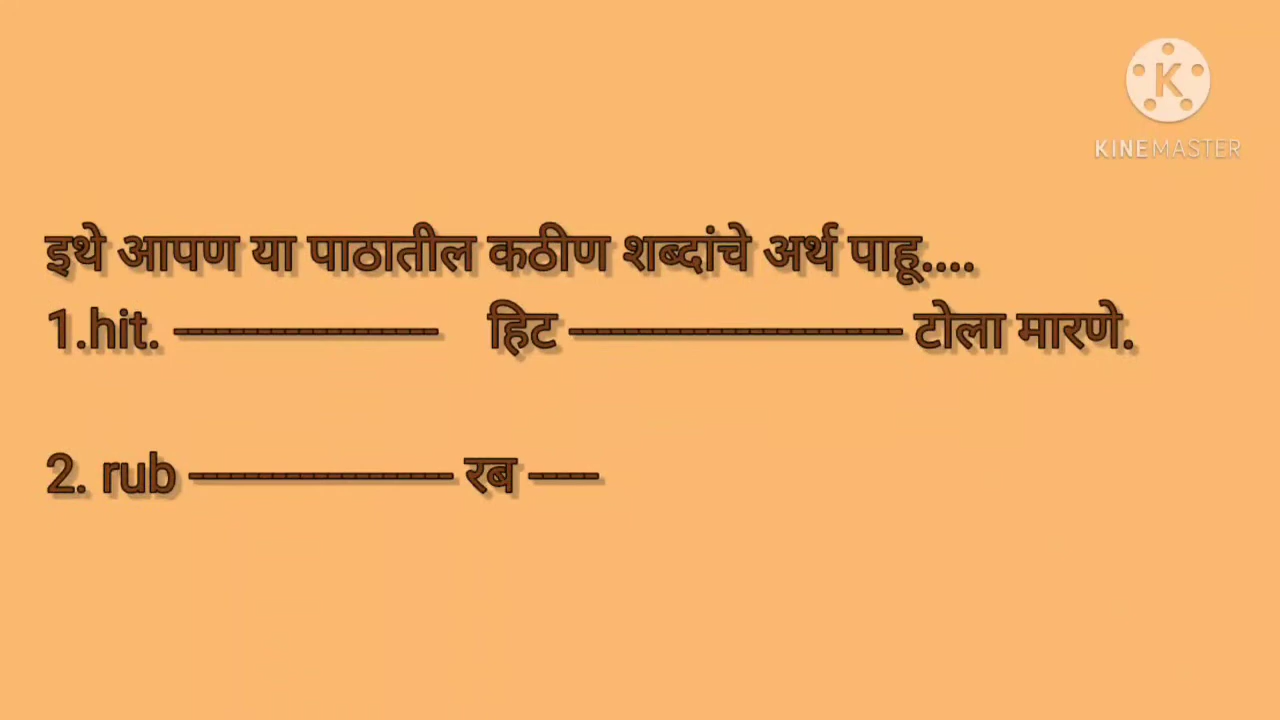 K
KINEMASTER
इथे आपण या पाठातील कठीण शब्दांचे अर्थ पाहू....
1.hit. ------------------- हिट ------------------------ टोला मारणे.
2. rub ------------------- रब -----